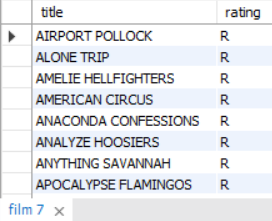 title rating
AIRPORT POLLOCK R
ALONE TRIP R
AMELIE HELLFIGHTERS R
AMERICAN CIRCUS R
ANACONDA CONFESSIONS R
ANALYZE HOOSIERS R
ANYTHING SAVANNAH R
APOCALYPSE FLAMINGOS R
film 7 ×